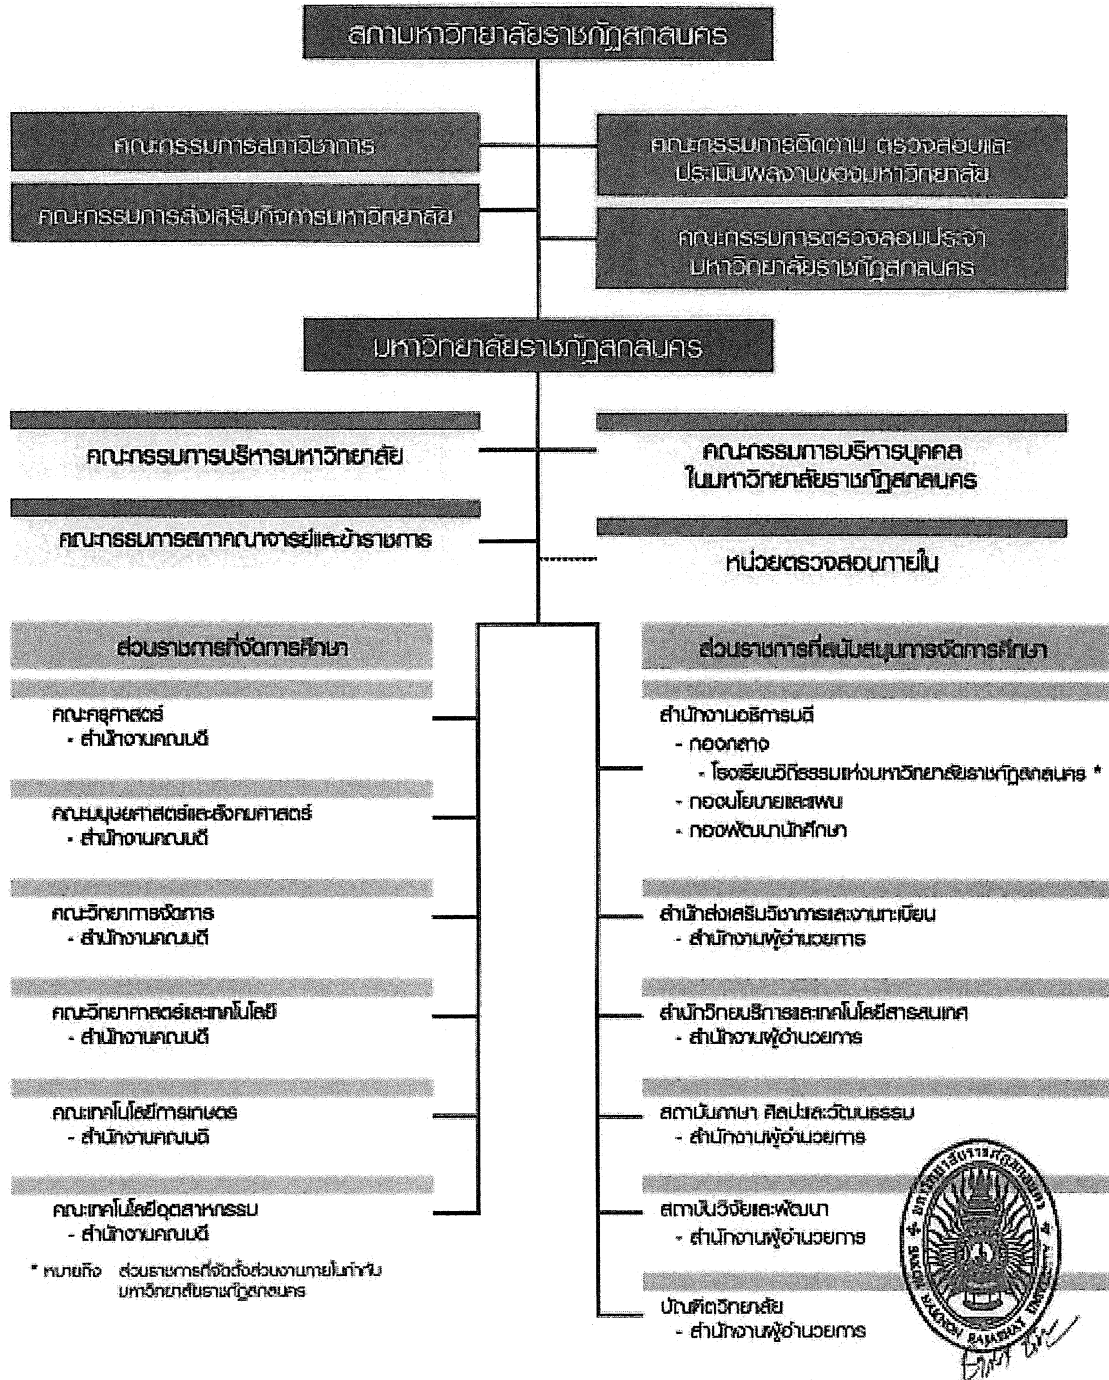 สภามหาวิทยาลัยราชภัฏสกลนคร
คณะกรรมการสภาวิชาการ
คณะกรรมการติดตาม ตรวจสอบและ
ประเมินผลงานของมหาวิทยาลัย
คณะกรรมการส่งเสริมกิจการมหาวิทยาลัย
คณะกรรมการตรวจสอบประจำ
มหาวิทยาลัยราชภัฏสกลนคร
มหาวิทยาลัยราชภัฏสกลนคร
คณะกรรมการบริหารมหาวิทยาลัย
คณะกรรมการบริหารบุคคล
ในมหาวิทยาลัยราชภัฏสกลนคร
คณะกรรมการสภาคณาจารย์และข้าราชการ
หน่วยตรวจสอบภายใน
ส่วนราชการที่จัดการศึกษา
คณะครุศาสตร์
- สำนักงานคณบดี
คณะมนุษยศาสตร์และสังคมศาสตร์
- สำนักงานคณบดี
คณะวิทยาการจัดการ
- สำนักงานคณบดี
คณะวิทยาศาสตร์และเทคโนโลยี
- สำนักงานคณบดี
คณะเทคโนโลยีการเกษตร
- สำนักงานคณบดี
คณะเทคโนโลยีอุตสาหกรรม
- สำนักงานคณบดี
* หมายถึง ส่วนราชการที่จัดตั้งส่วนงานภายในกำกับ
มหาวิทยาลัยราชภัฏสกลนคร
ส่วนราชการที่สนับสนุนการจัดการศึกษา
สำนักงานอธิการบดี
- กองกลาง
- โรงเรียนวิถีธรรมแห่งมหาวิทยาลัยราชภัฏสกลนคร *
- กองนโยบายและแผน
- กองพัฒนานักศึกษา
สำนักส่งเสริมวิชาการและงานทะเบียน
- สำนักงานผู้อำนวยการ
สำนักวิทยบริการและเทคโนโลยีสารสนเทศ
- สำนักงานผู้อำนวยการ
สถาบันภาษา ศิลปะและวัฒนธรรม
- สำนักงานผู้อำนวยการ
สถาบันวิจัยและพัฒนา
- สำนักงานผู้อำนวยการ
บัณฑิตวิทยาลัย
- สำนักงานผู้อำนวยการ
มหาวิทยาลัยราชภัฏสกลนคร
SAKON NAKHON RAJABHAT UNIVERSITY